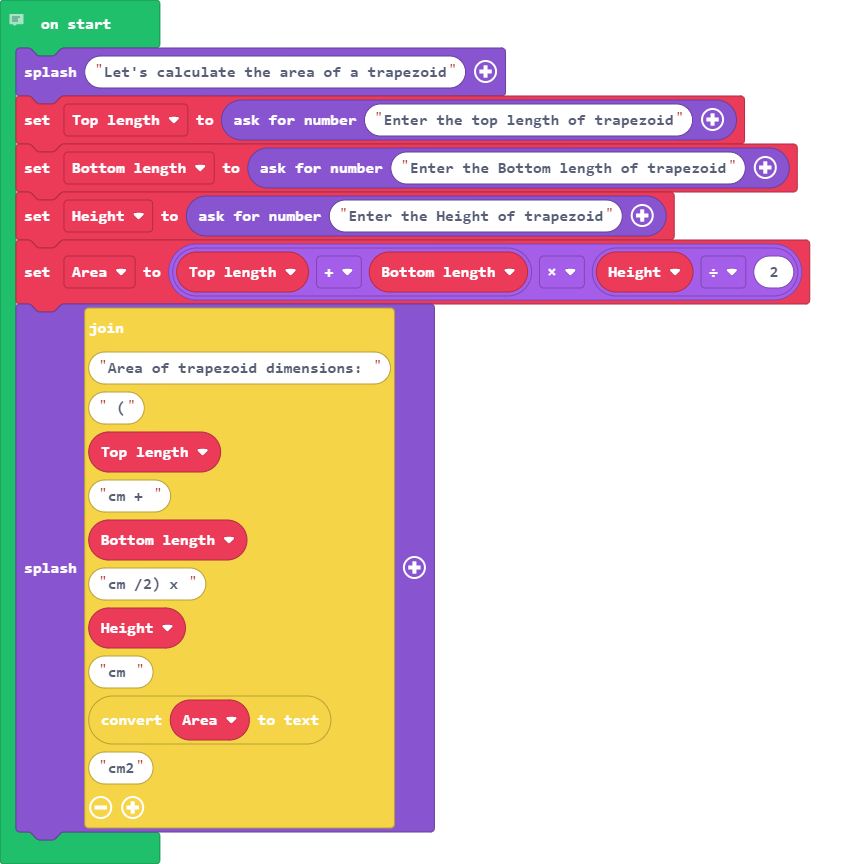 on start
splash "Let's calculate the area of a trapezoid"
set Top length to ask for number "Enter the top length of trapezoid"
set Bottom length to ask for number "Enter the Bottom length of trapezoid"
set Height to ask for number "Enter the Height of trapezoid"
set Area to Top length + Bottom length × Height ÷ 2
join
"Area of trapezoid dimensions: "
" ("
Top length
"cm + "
Bottom length
splash
"cm /2) x "
Height
"cm "
convert Area to text
"cm2"